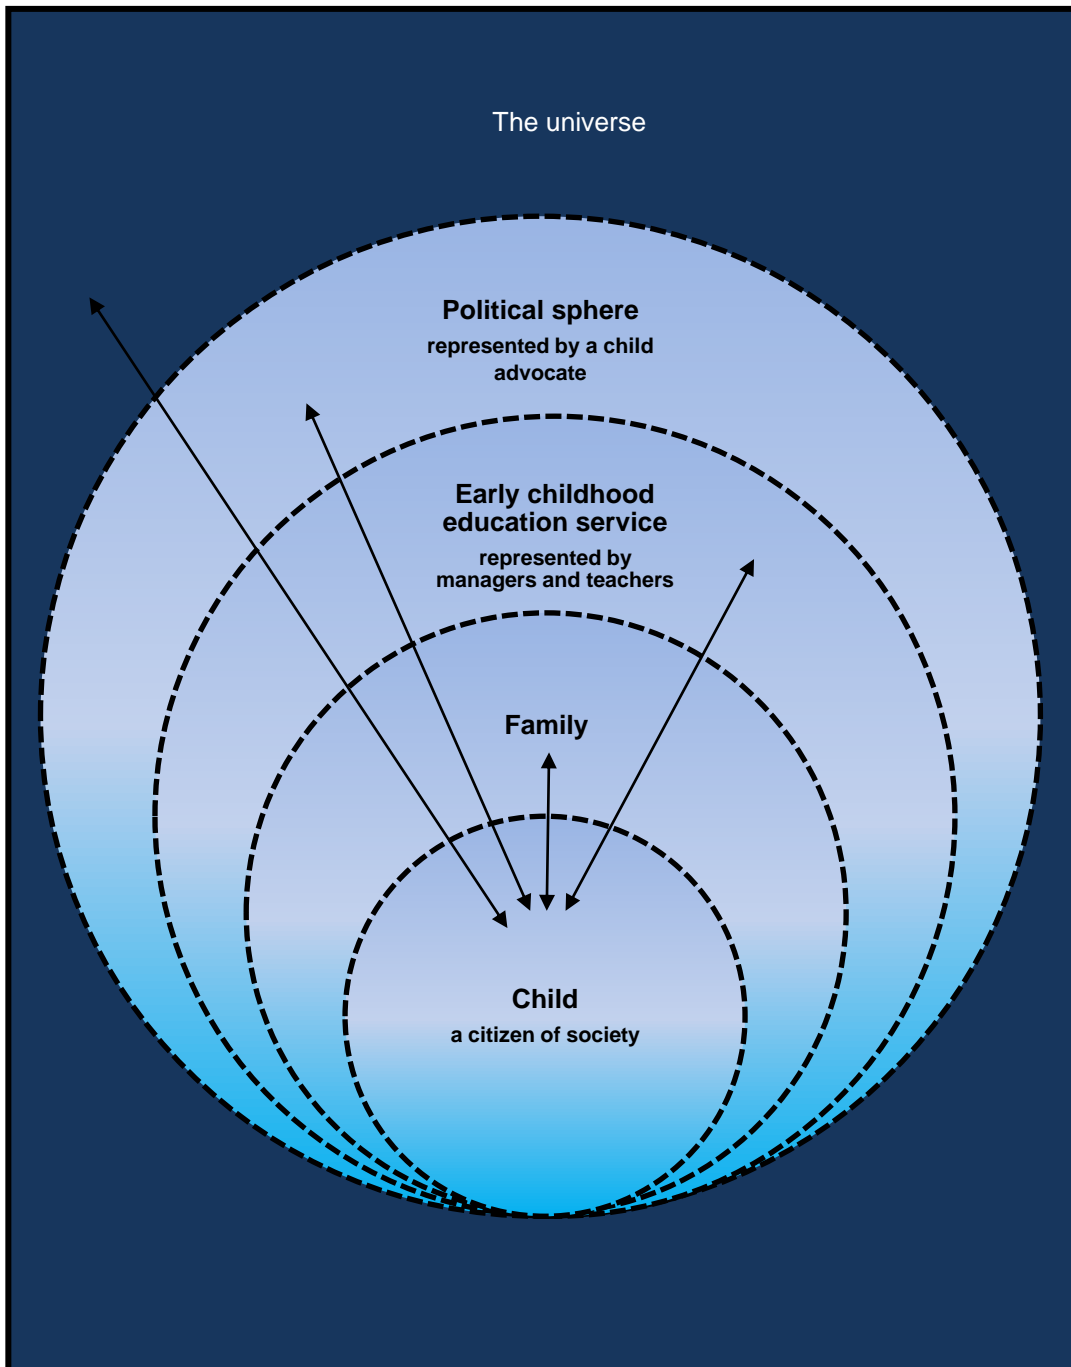 The universe
Political sphere
represented by a child
advocate
Early childhood
education service
represented by
managers and teachers
Family
Child
a citizen of society